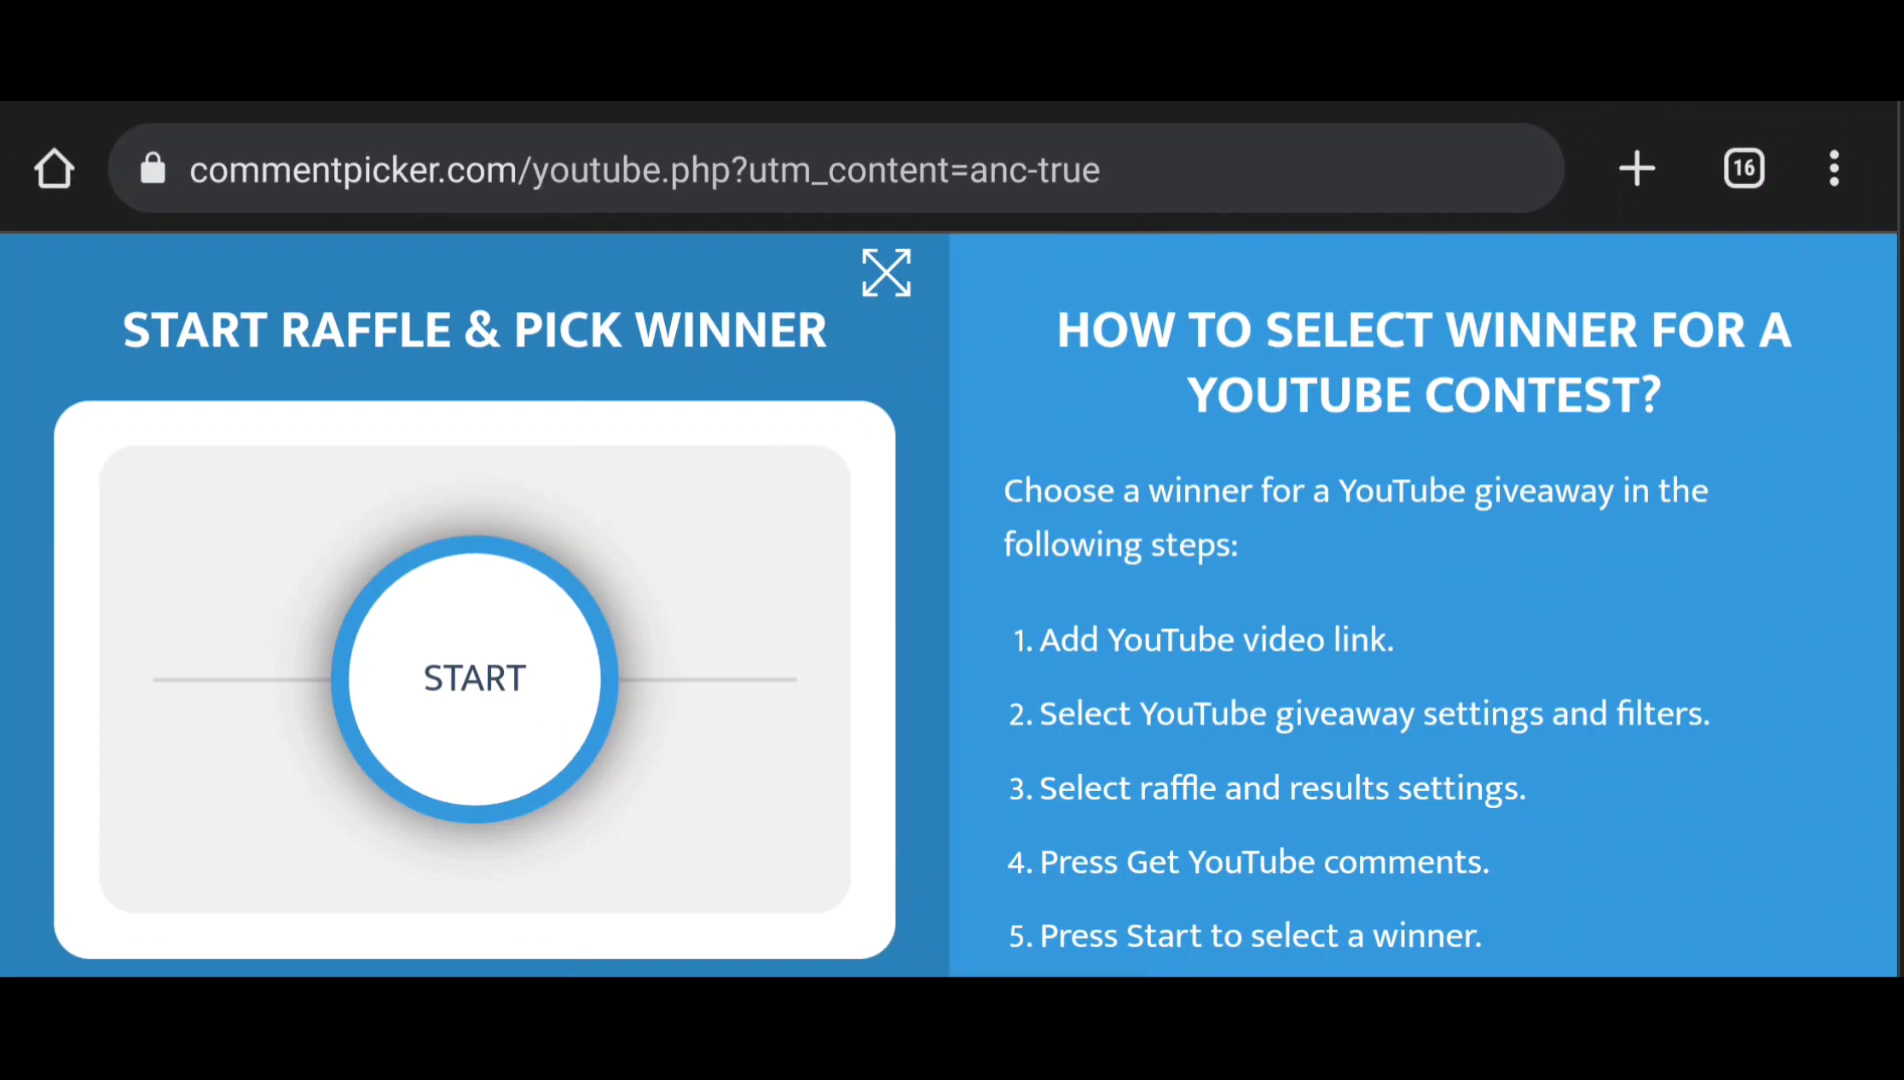 commentpicker.com/youtube.php?utm_content=anc-true
16
START RAFFLE & PICK WINNER
START
HOW TO SELECT WINNER FOR A
YOUTUBE CONTEST?
Choose a winner for a YouTube giveaway in the
following steps:
1. Add YouTube video link.
2. Select YouTube giveaway settings and filters.
3. Select raffle and results settings.
4. Press Get YouTube comments.
5. Press Start to select a winner.